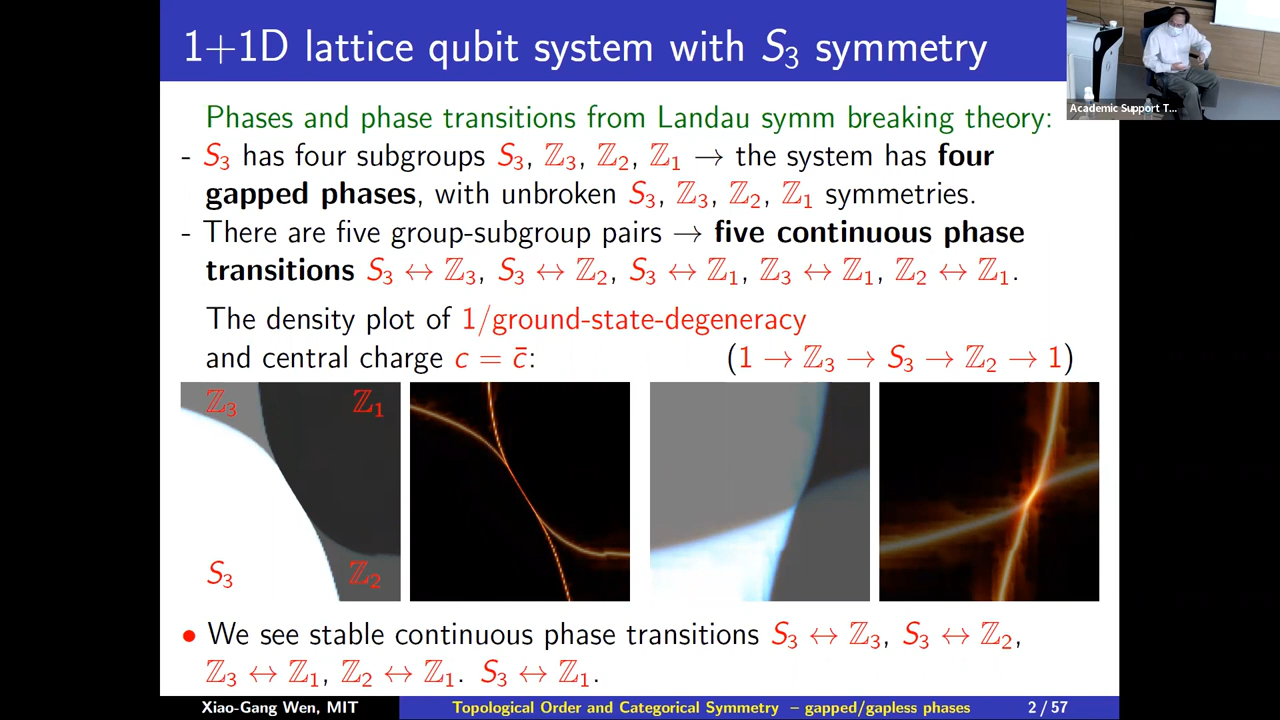 1+1D lattice qubit system with S₃ symmetry
Academic Support T...
Phases and phase transitions from Landau symm breaking theory:
- S₃ has four subgroups S₃, ℤ₃, ℤ₂, ℤ₁ → the system has four
gapped phases, with unbroken S₃, ℤ₃, ℤ₂, ℤ₁ symmetries.
- There are five group-subgroup pairs → five continuous phase
transitions S₃ ↔ ℤ₃, S₃ ↔ ℤ₂, S₃ ↔ ℤ₁, ℤ₃ ↔ ℤ₁, ℤ₂ ↔ ℤ₁.
The density plot of 1/ground-state-degeneracy
and central charge c = c̄: (1 → ℤ₃ → S₃ → ℤ₂ → 1)
ℤ₃ ℤ₁
S₃ ℤ₂
• We see stable continuous phase transitions S₃ ↔ ℤ₃, S₃ ↔ ℤ₂,
ℤ₃ ↔ ℤ₁, ℤ₂ ↔ ℤ₁. S₃ ↔ ℤ₁.
Xiao-Gang Wen, MIT Topological Order and Categorical Symmetry – gapped/gapless phases 2 / 57